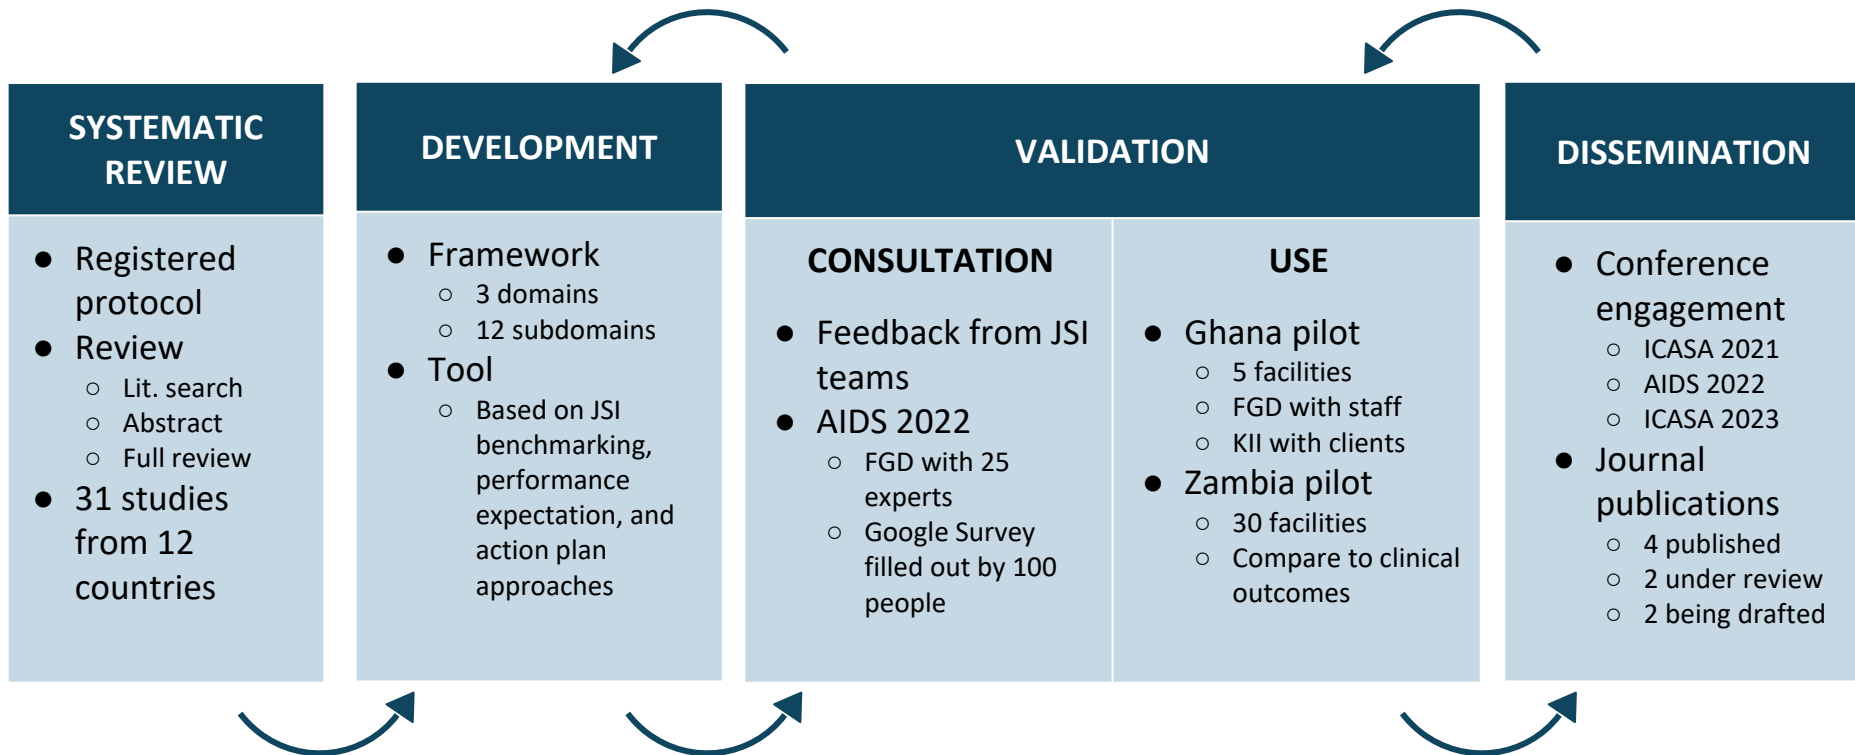 SYSTEMATIC
REVIEW
● Registered
protocol
● Review
○ Lit. search
○ Abstract
○ Full review
● 31 studies
from 12
countries
DEVELOPMENT
● Framework
○ 3 domains
○ 12 subdomains
● Tool
○ Based on JSI
benchmarking,
performance
expectation, and
action plan
approaches
VALIDATION
CONSULTATION
● Feedback from JSI
teams
● AIDS 2022
○ FGD with 25
experts
○ Google Survey
filled out by 100
people
USE
● Ghana pilot
○ 5 facilities
○ FGD with staff
○ KII with clients
● Zambia pilot
○ 30 facilities
○ Compare to clinical
outcomes
DISSEMINATION
● Conference
engagement
○ ICASA 2021
○ AIDS 2022
○ ICASA 2023
● Journal
publications
○ 4 published
○ 2 under review
○ 2 being drafted